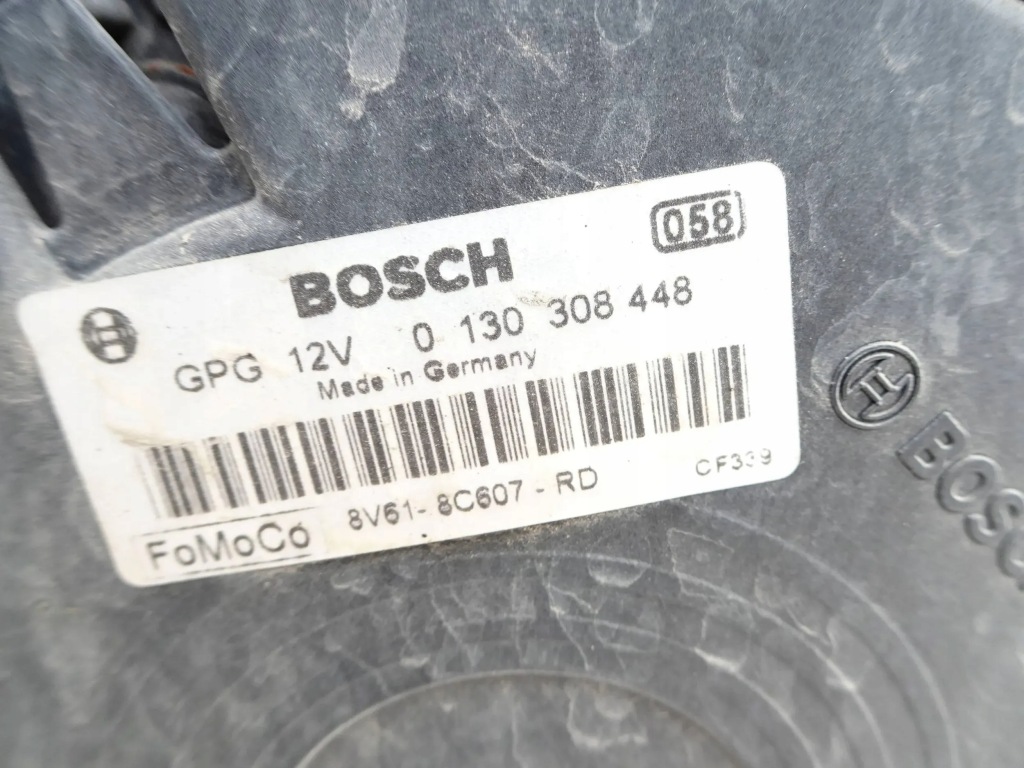 058
BOSCH
GPG 12V 0 130 308 448
Made in Germany
8V61-8C607-RD
CF339
FoMoCo
BOSCH